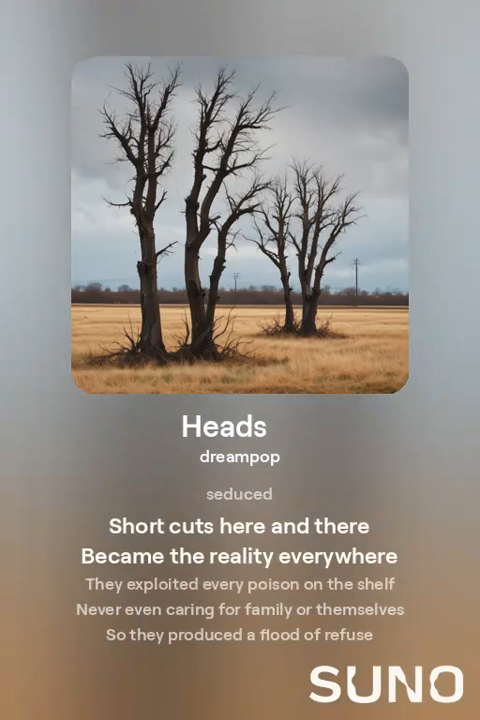 Heads
dreampop
seduced
Short cuts here and there
Became the reality everywhere
They exploited every poison on the shelf
Never even caring for family or themselves
So they produced a flood of refuse
SUNO